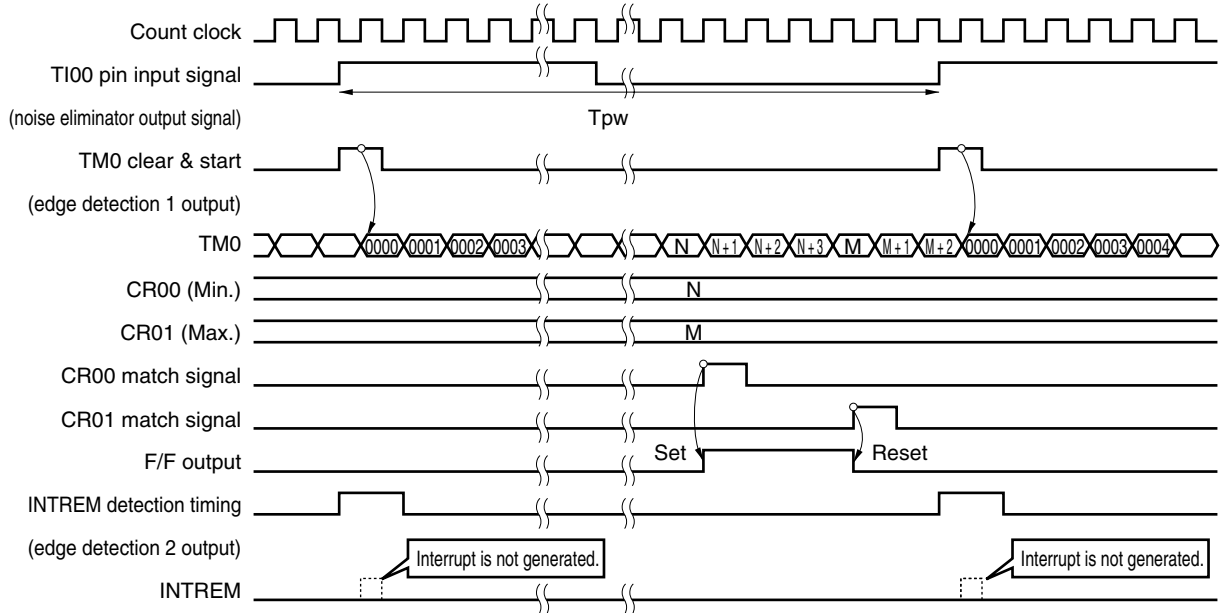 Count clock
TI00 pin input signal
(noise eliminator output signal)
Tpw
TM0 clear & start
(edge detection 1 output)
TM0 0000 0001 0002 0003 N N + 1 N + 2 N + 3 M M + 1 M + 2 0000 0001 0002 0003 0004
CR00 (Min.) N
CR01 (Max.) M
CR00 match signal
CR01 match signal
F/F output Set Reset
INTREM detection timing
(edge detection 2 output)
Interrupt is not generated. Interrupt is not generated.
INTREM